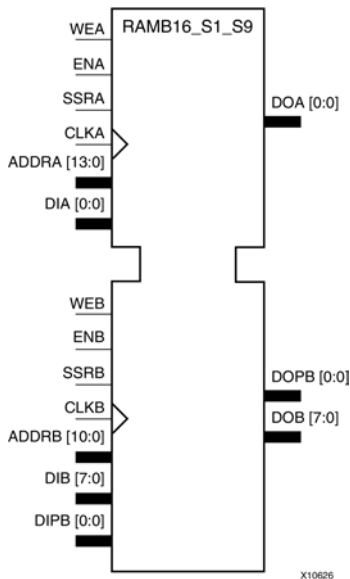 RAMB16_S1_S9
WEA
ENA
SSRA
CLKA
ADDRA [13:0]
DIA [0:0]
DOA [0:0]
WEB
ENB
SSRB
CLKB
ADDRB [10:0]
DIB [7:0]
DIPB [0:0]
DOPB [0:0]
DOB [7:0]
X10626